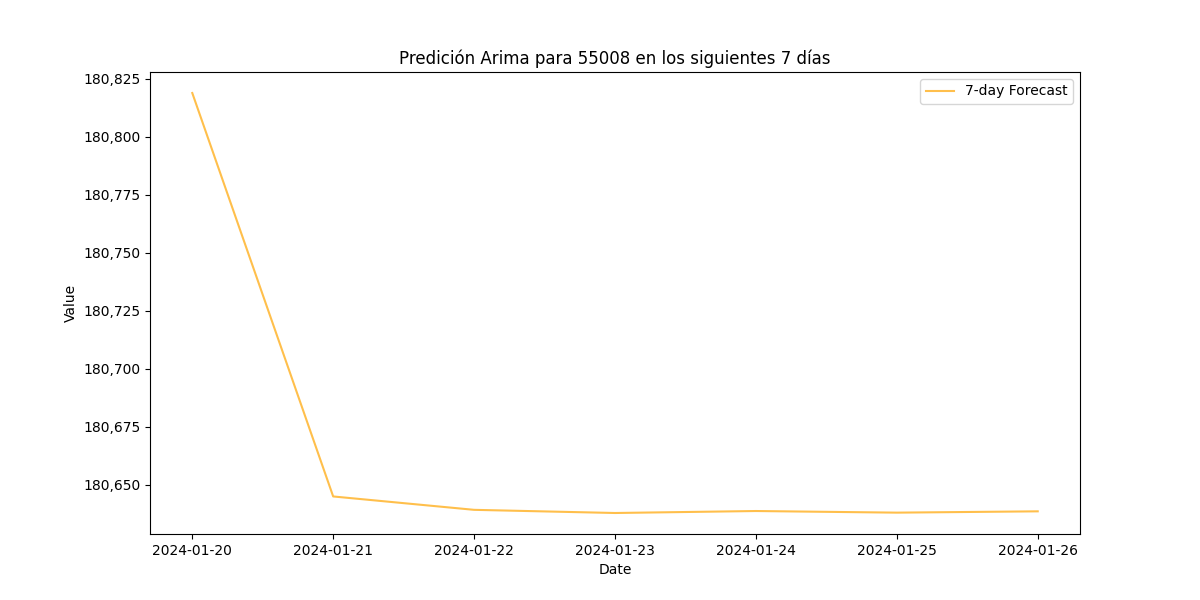 Predición Arima para 55008 en los siguientes 7 días
7-day Forecast
180,825
180,800
180,775
180,750
180,725
180,700
180,675
180,650
Value
2024-01-20 2024-01-21 2024-01-22 2024-01-23 2024-01-24 2024-01-25 2024-01-26
Date